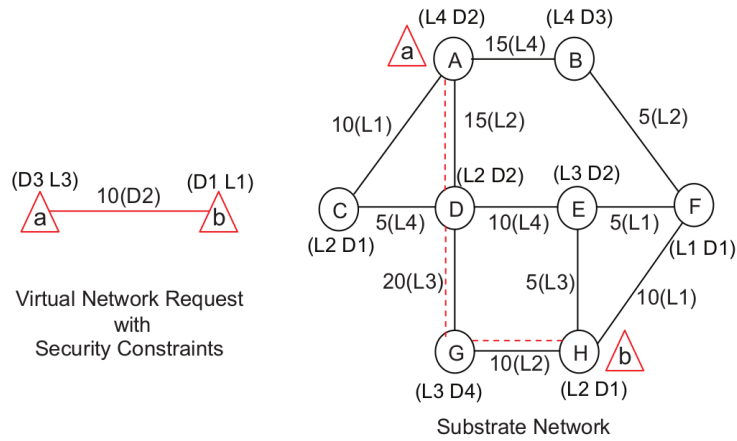 (L4 D2)
(L4 D3)
a
A
15(L4)
B
10(L1)
15(L2)
5(L2)
(D3 L3)
10(D2)
(D1 L1)
a
b
(L2 D2)
(L3 D2)
C
5(L4)
D
10(L4)
E
5(L1)
F
(L2 D1)
(L1 D1)
20(L3)
5(L3)
10(L1)
Virtual Network Request
with
Security Constraints
G
10(L2)
H
b
(L3 D4)
(L2 D1)
Substrate Network